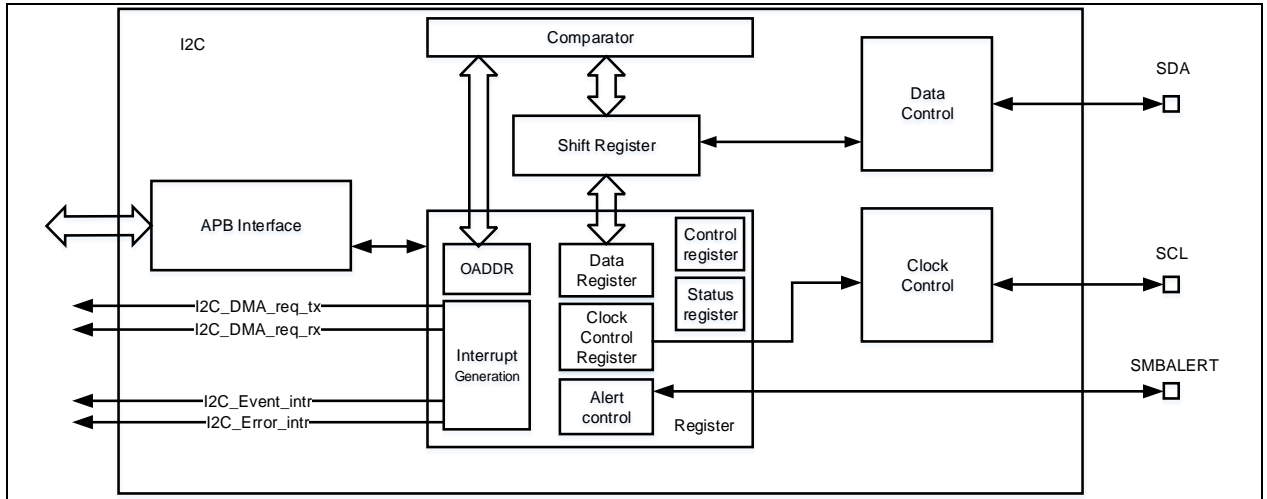 I2C
Comparator
SDA
Data
Control
Shift Register
APB Interface
Control
register
SCL
OADDR
Data
Register
Clock
Control
Status
register
I2C_DMA_req_tx
I2C_DMA_req_rx
Clock
Control
Register
Interrupt
Generation
SMBALERT
I2C_Event_intr
I2C_Error_intr
Alert
control
Register